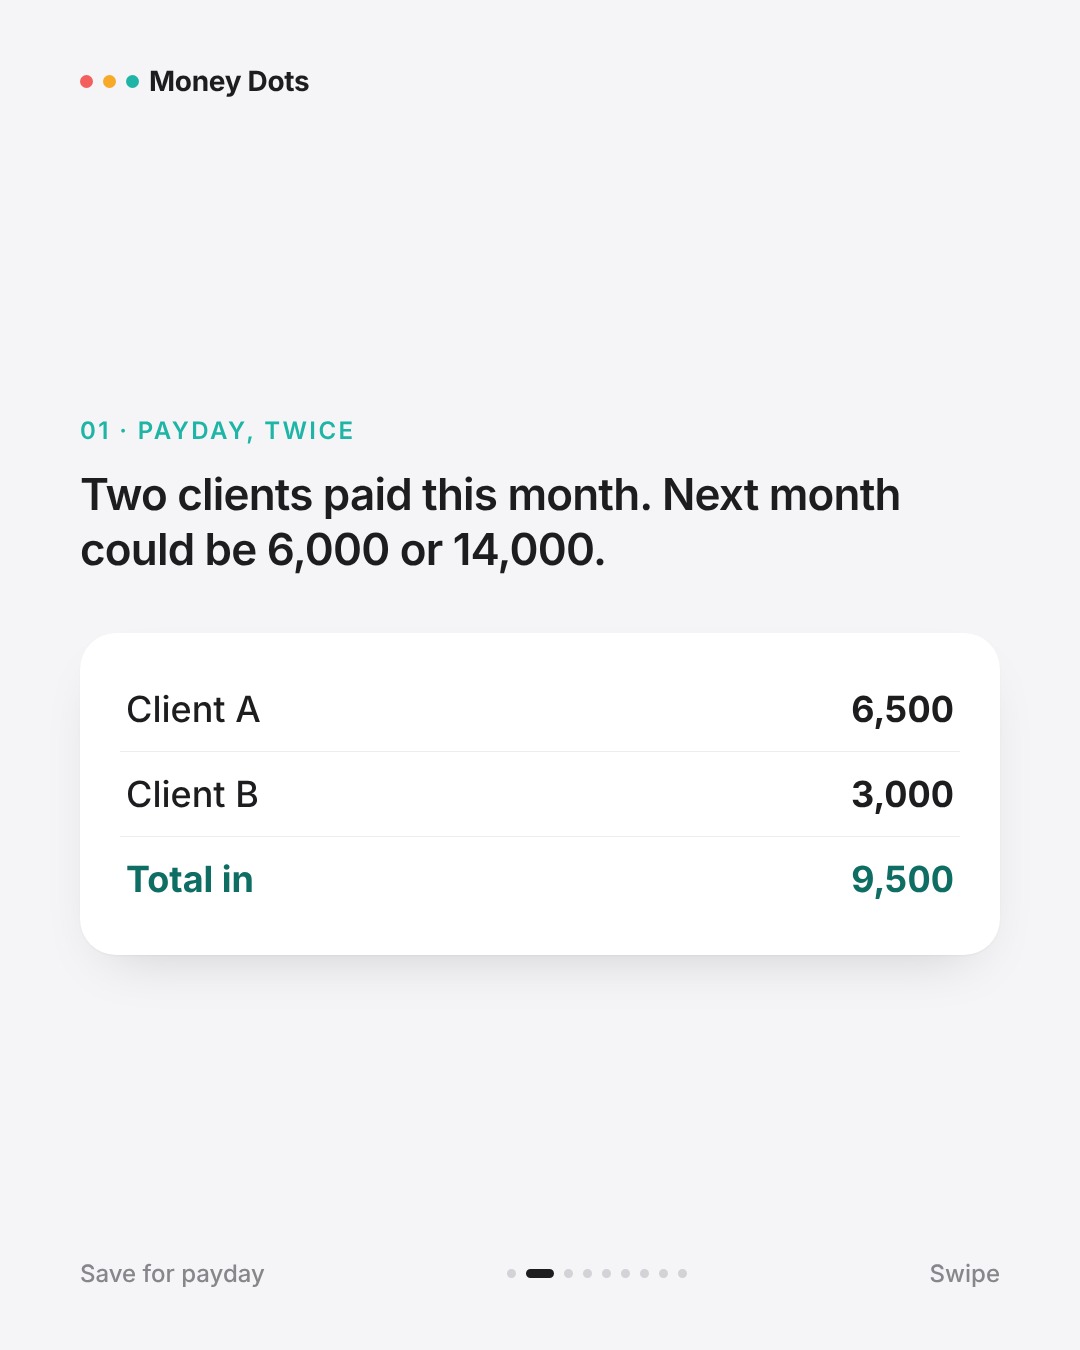 Money Dots
01 · PAYDAY, TWICE
Two clients paid this month. Next month
could be 6,000 or 14,000.
Client A 6,500
Client B 3,000
Total in 9,500
Save for payday Swipe